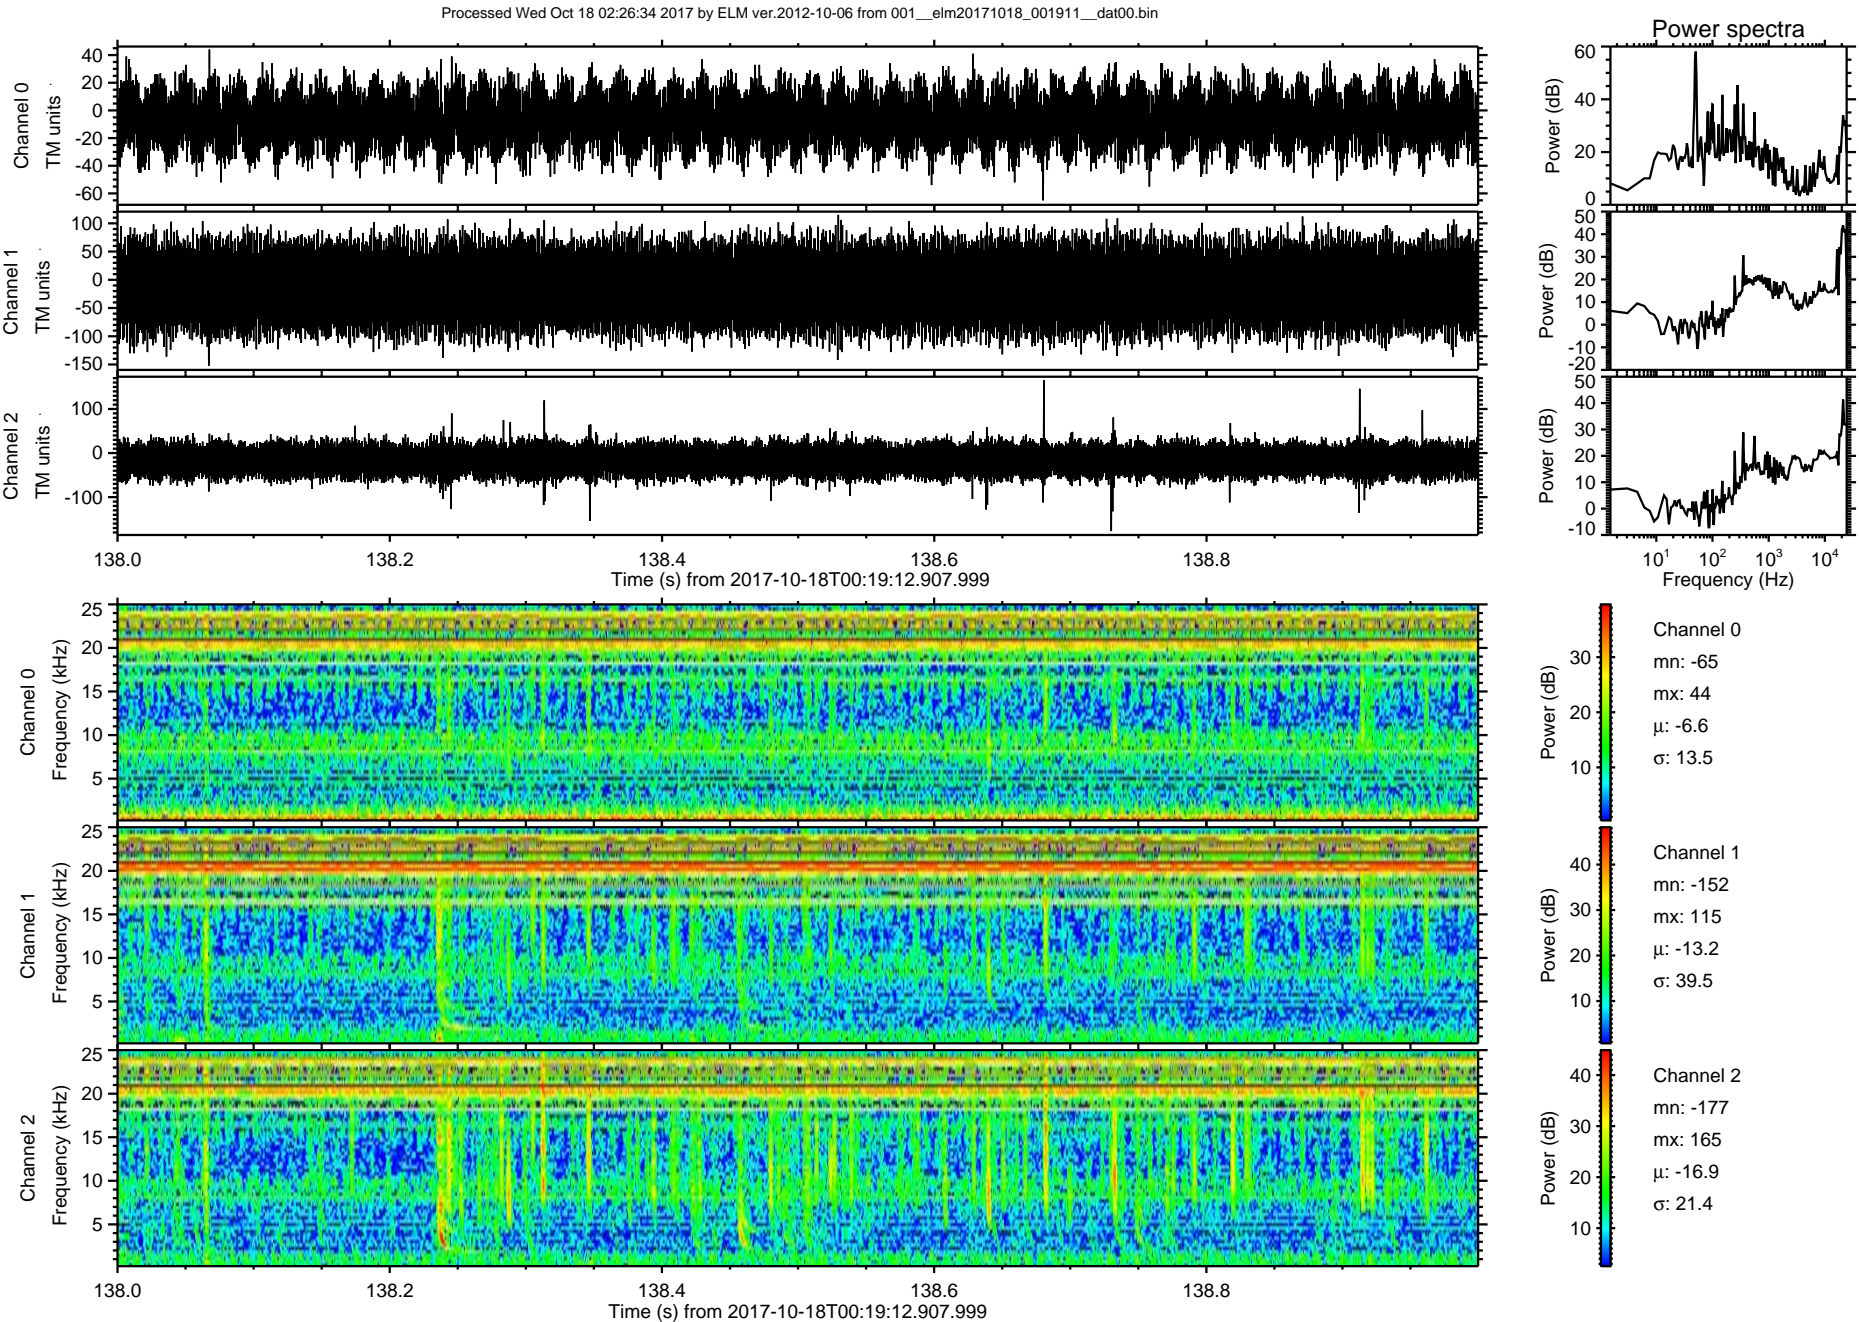 Processed Wed Oct 18 02:26:34 2017 by ELM ver.2012-10-06 from 001__elm20171018_001911__dat00.bin
Power spectra
Channel 0
TM units
40
20
0
-20
-40
-60
Power (dB)
60
40
20
0
Channel 1
TM units
100
50
0
-50
-100
-150
Power (dB)
50
40
30
20
10
0
-10
-20
Channel 2
TM units
100
0
-100
Power (dB)
50
40
30
20
10
0
-10
138.0 138.2 138.4 138.6 138.8
Time (s) from 2017-10-18T00:19:12.907.999
10¹ 10² 10³ 10⁴
Frequency (Hz)
Channel 0
Frequency (kHz)
25
20
15
10
5
Power (dB)
30
20
10
Channel 0
mn: -65
mx: 44
μ: -6.6
σ: 13.5
Channel 1
Frequency (kHz)
25
20
15
10
5
Power (dB)
40
30
20
10
Channel 1
mn: -152
mx: 115
μ: -13.2
σ: 39.5
Channel 2
Frequency (kHz)
25
20
15
10
5
Power (dB)
40
30
20
10
Channel 2
mn: -177
mx: 165
μ: -16.9
σ: 21.4
138.0 138.2 138.4 138.6 138.8
Time (s) from 2017-10-18T00:19:12.907.999